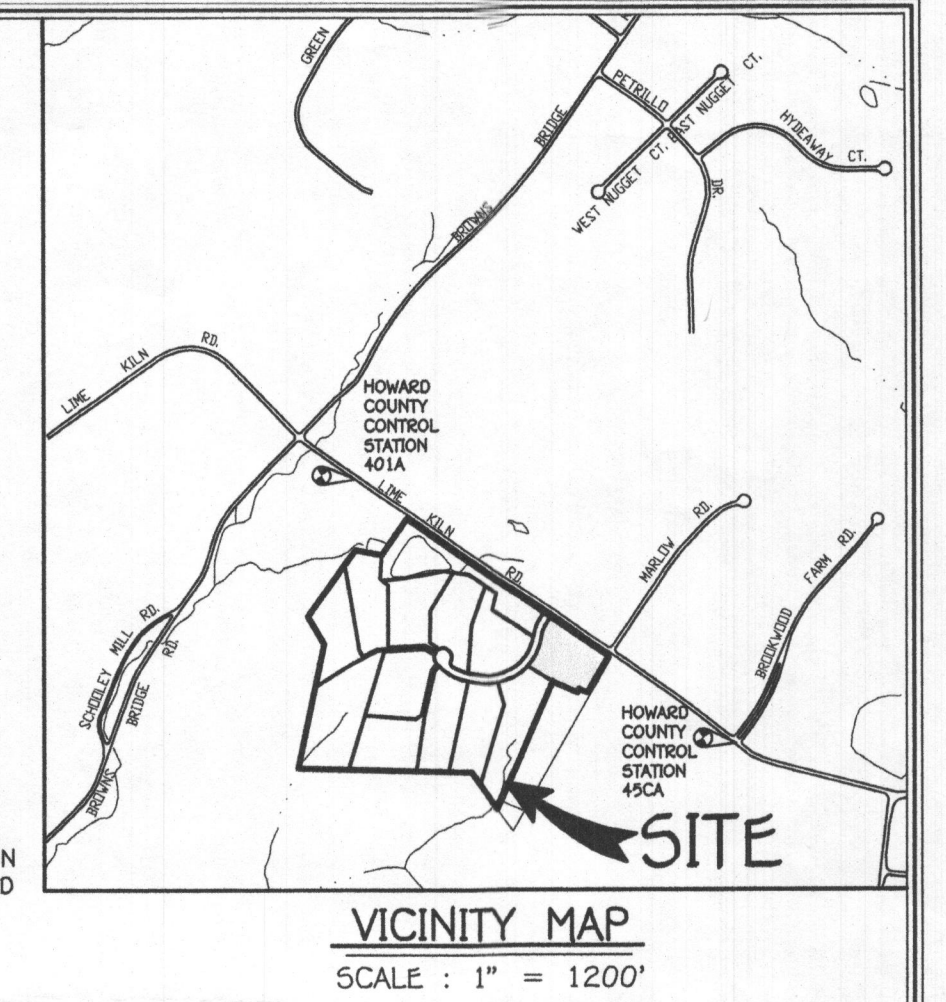 GREEN
PETRILLO
DR.
EAST NUGGET CT.
WEST NUGGET CT.
HYDEAWAY CT.
BROWNS BRIDGE
LIME KILN RD.
HOWARD
COUNTY
CONTROL
STATION
401A
LIME KILN RD.
MARLOW RD.
BROOKWOOD FARM RD.
SCHOOLEY MILL RD.
BROWNS BRIDGE RD.
HOWARD
COUNTY
CONTROL
STATION
45CA
SITE
N
D
VICINITY MAP
SCALE : 1" = 1200'